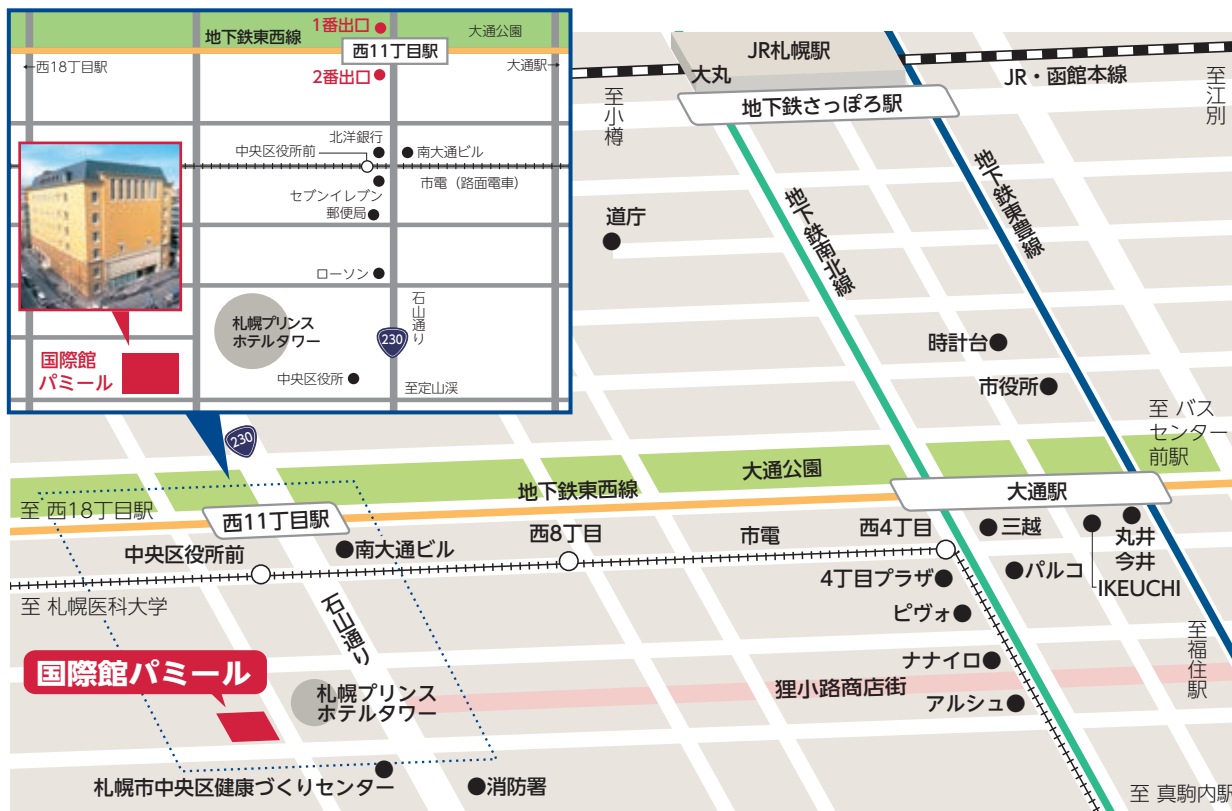 1番出口
地下鉄東西線
大通公園
西11丁目駅
←西18丁目駅
大通駅→
2番出口
北洋銀行
中央区役所前
南大通ビル
市電（路面電車）
セブンイレブン
郵便局
ローソン
石山通り
札幌プリンス
ホテルタワー
230
国際館
パミール
中央区役所
至定山渓
JR札幌駅
大丸
JR・函館本線
地下鉄さっぽろ駅
至小樽
至江別
地下鉄東豊線
地下鉄南北線
道庁
時計台
市役所
至 バス
センター
前駅
230
大通公園
地下鉄東西線
大通駅
至 西18丁目駅
西11丁目駅
中央区役所前
南大通ビル
西8丁目
市電
西4丁目
三越
丸井
今井
IKEUCHI
パルコ
4丁目プラザ
ピヴォ
至 札幌医科大学
石山通り
至福住駅
国際館パミール
ナナイロ
狸小路商店街
札幌プリンス
ホテルタワー
アルシュ
札幌市中央区健康づくりセンター
消防署
至 真駒内駅